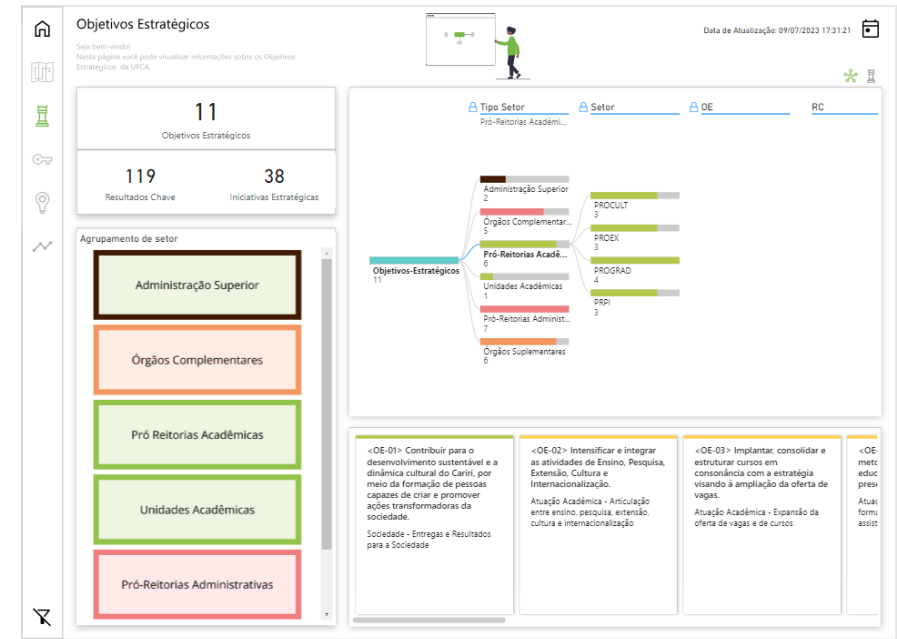 Objetivos Estratégicos
Seja bem-vindo!
Nesta página você pode visualizar informações sobre os Objetivos
Estratégicos da UFCA.
Data de Atualização: 09/07/2023 17:31:21
11
Objetivos Estratégicos
119
Resultados Chave
38
Iniciativas Estratégicas
Agrupamento de setor
Administração Superior
Órgãos Complementares
Pró Reitorias Acadêmicas
Unidades Acadêmicas
Pró-Reitorias Administrativas
Tipo Setor
Pró-Reitorias Acadêmi...
Setor
OE
RC
Objetivos-Estratégicos
11
Administração Superior
2
Órgãos Complementar...
5
Pró-Reitorias Acadê...
6
Unidades Acadêmicas
1
Pró-Reitorias Administ...
7
Órgãos Suplementares
6
PROCULT
3
PROEX
3
PROGRAD
4
PRPI
3
<OE-01> Contribuir para o
desenvolvimento sustentável e a
dinâmica cultural do Cariri, por
meio da formação de pessoas
capazes de criar e promover
ações transformadoras da
sociedade.
Sociedade - Entregas e Resultados
para a Sociedade
<OE-02> Intensificar e integrar
as atividades de Ensino, Pesquisa,
Extensão, Cultura e
Internacionalização.
Atuação Acadêmica - Articulação
entre ensino, pesquisa, extensão,
cultura e internacionalização
<OE-03> Implantar, consolidar e
estruturar cursos em
consonância com a estratégia
visando à ampliação da oferta de
vagas.
Atuação Acadêmica - Expansão da
oferta de vagas e de cursos
<OE-
meto
educ
prese
Atuaç
forma
assist